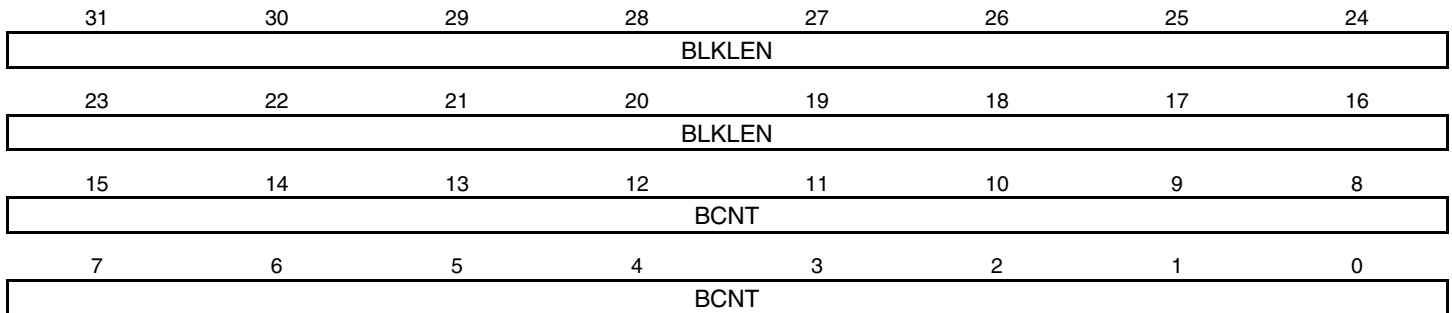 31 30 29 28 27 26 25 24
BLKLEN
23 22 21 20 19 18 17 16
BLKLEN
15 14 13 12 11 10 9 8
BCNT
7 6 5 4 3 2 1 0
BCNT